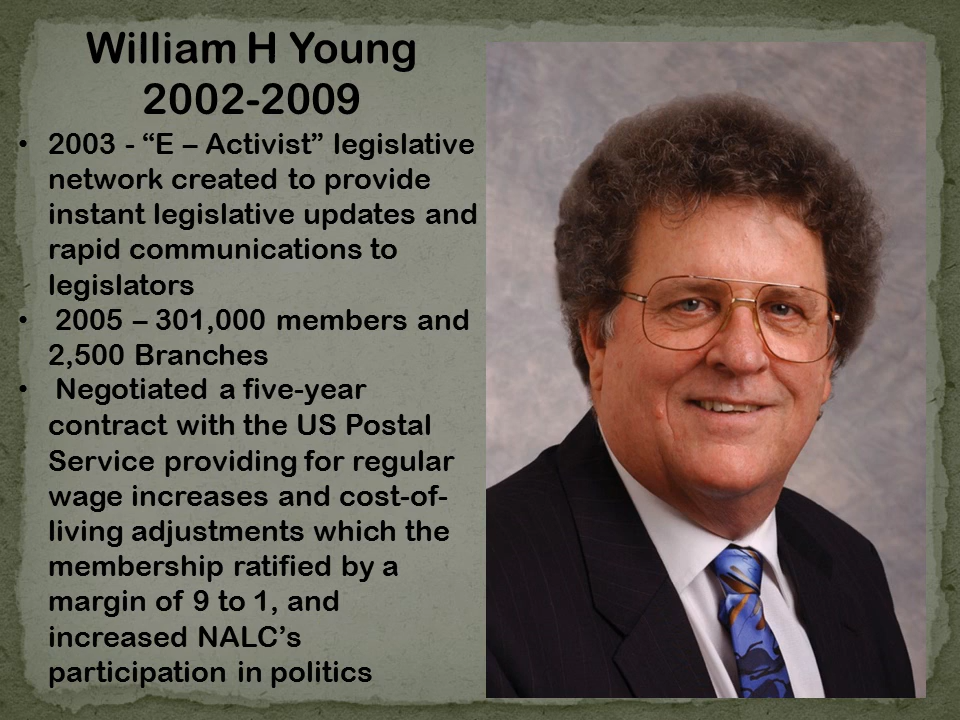 William H Young
2002-2009
• 2003 - “E – Activist” legislative
network created to provide
instant legislative updates and
rapid communications to
legislators
• 2005 – 301,000 members and
2,500 Branches
• Negotiated a five-year
contract with the US Postal
Service providing for regular
wage increases and cost-of-
living adjustments which the
membership ratified by a
margin of 9 to 1, and
increased NALC’s
participation in politics